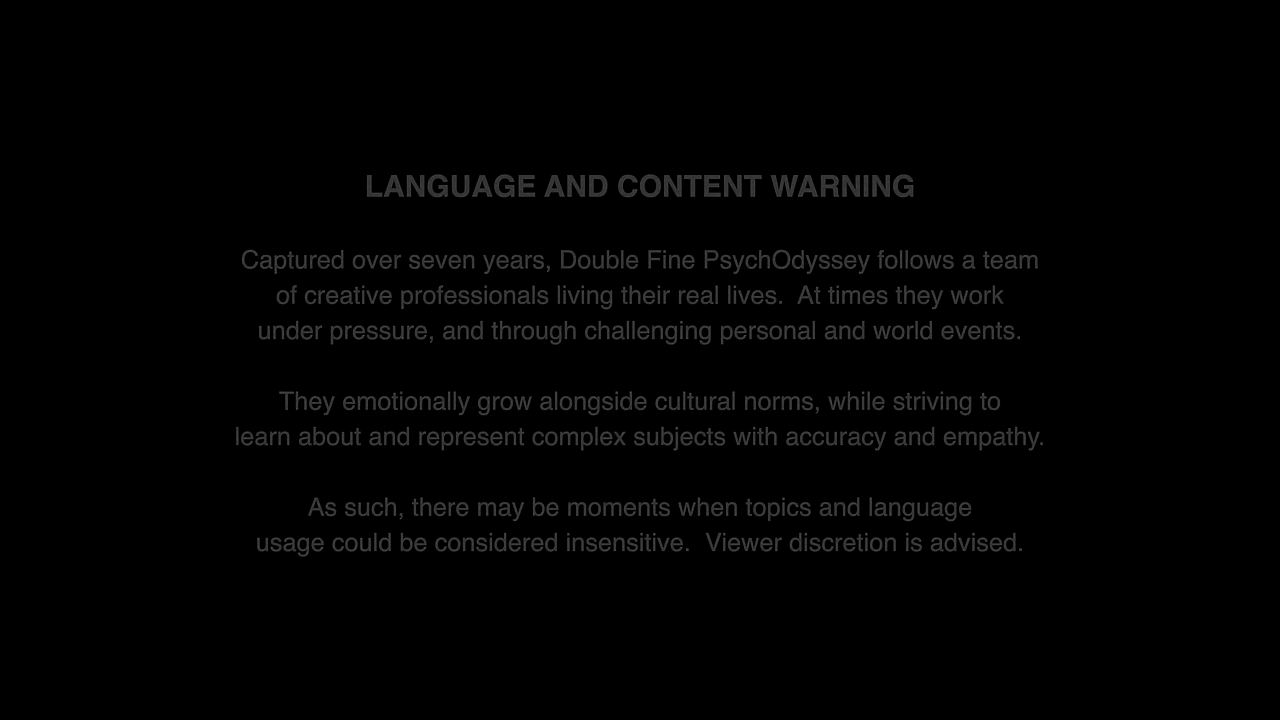 LANGUAGE AND CONTENT WARNING
Captured over seven years, Double Fine PsychOdyssey follows a team
of creative professionals living their real lives.  At times they work
under pressure, and through challenging personal and world events.
They emotionally grow alongside cultural norms, while striving to
learn about and represent complex subjects with accuracy and empathy.
As such, there may be moments when topics and language
usage could be considered insensitive.  Viewer discretion is advised.